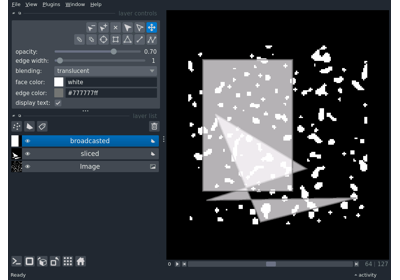 File View Plugins Window Help
layer controls
opacity: 0.70
edge width: 1
blending: translucent
face color: white
edge color: #777777ff
display text:
layer list
broadcasted
sliced
Image
64 127
Ready activity